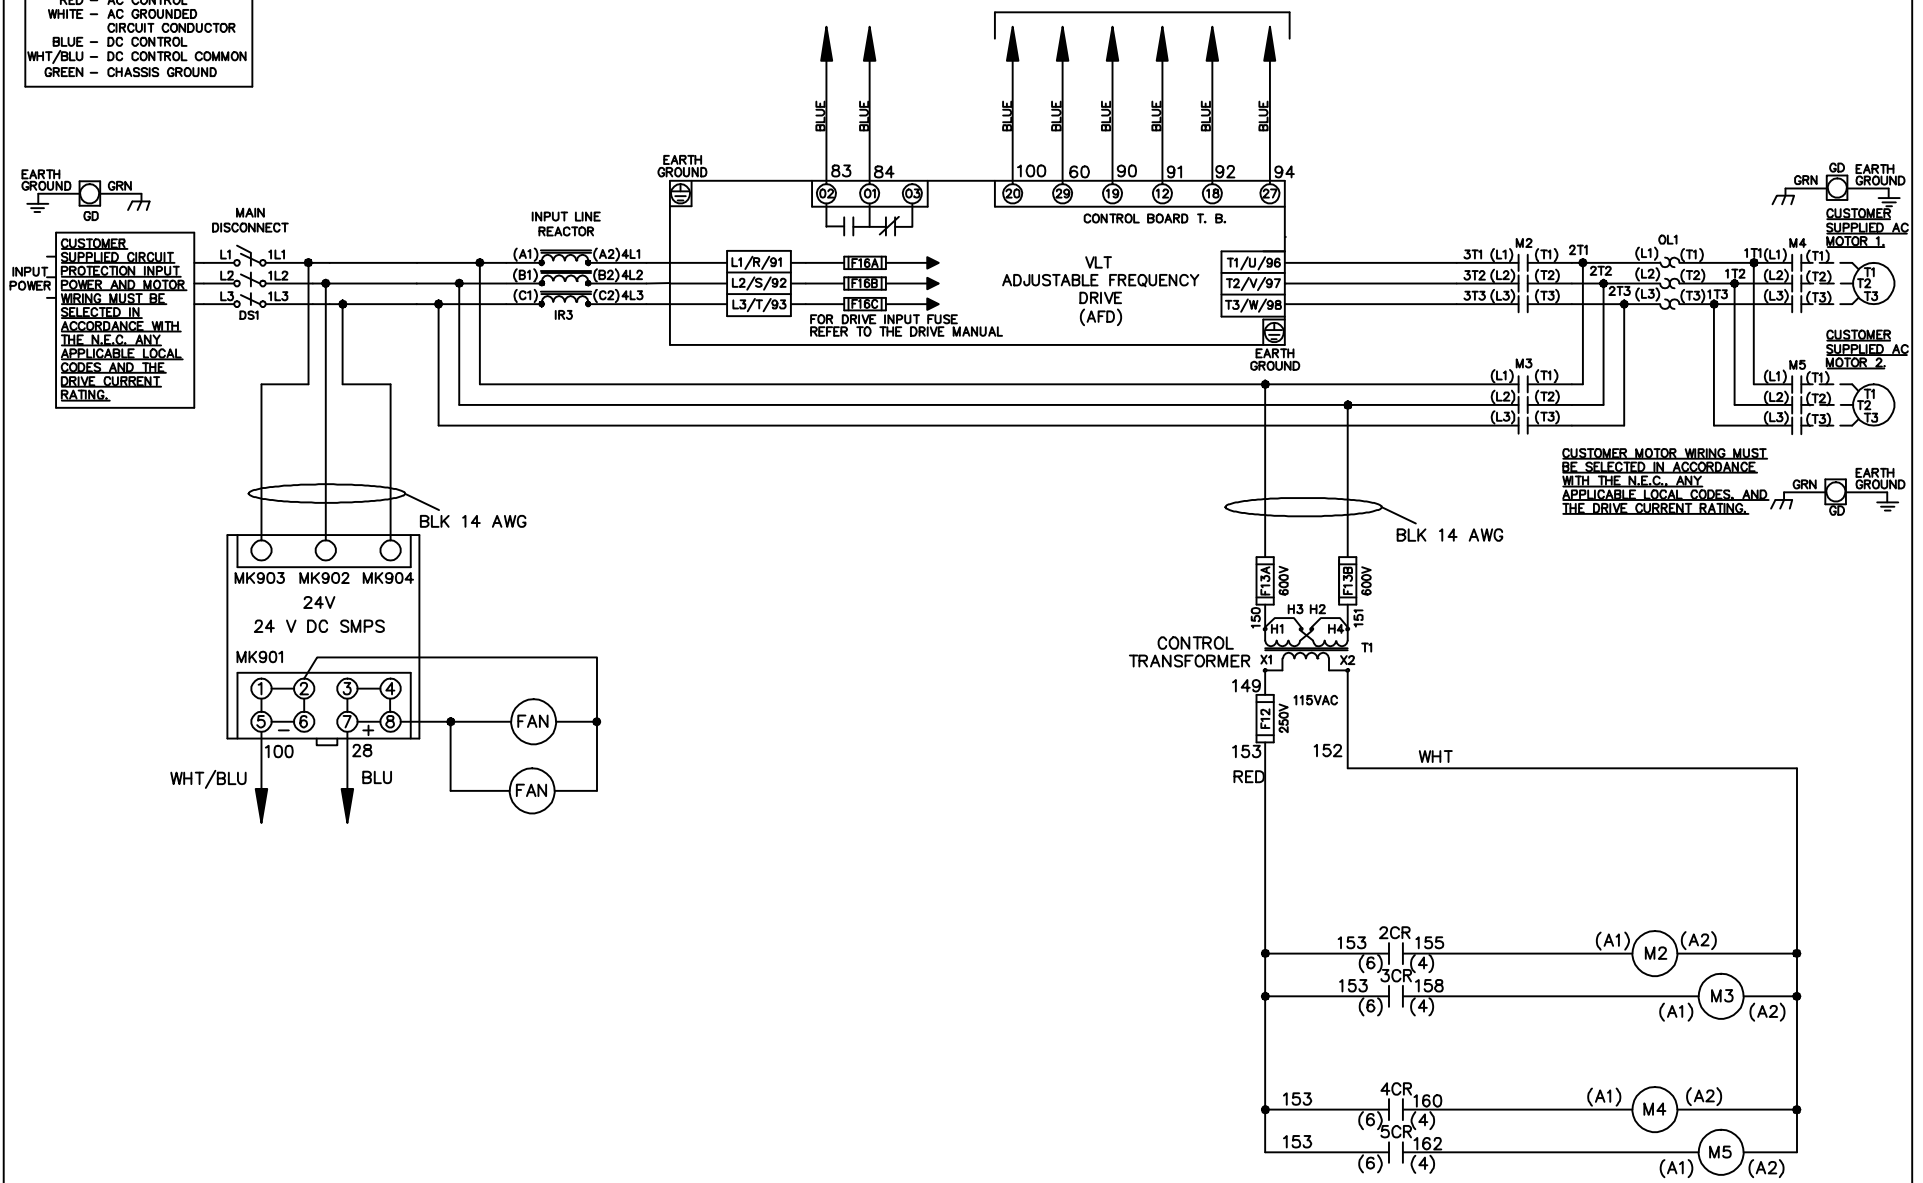 RED – AC CONTROL
WHITE – AC GROUNDED
CIRCUIT CONDUCTOR
BLUE – DC CONTROL
WHT/BLU – DC CONTROL COMMON
GREEN – CHASSIS GROUND
BLUE
BLUE
BLUE
BLUE
BLUE
BLUE
BLUE
BLUE
EARTH
GROUND
GRN
GD
EARTH
GROUND
83
84
100
60
90
91
92
94
02
01
03
20
29
19
12
18
27
CONTROL BOARD T. B.
GRN
GD
EARTH
GROUND
CUSTOMER
SUPPLIED AC
MOTOR 1.
MAIN
DISCONNECT
INPUT LINE
REACTOR
INPUT
POWER
CUSTOMER
SUPPLIED CIRCUIT
PROTECTION INPUT
POWER AND MOTOR
WIRING MUST BE
SELECTED IN
ACCORDANCE WITH
THE N.E.C. ANY
APPLICABLE LOCAL
CODES AND THE
DRIVE CURRENT
RATING.
L1 1L1
L2 1L2
L3 1L3
DS1
(A1) (A2) 4L1
(B1) (B2) 4L2
(C1) (C2) 4L3
IR3
L1/R/91
L2/S/92
L3/T/93
F16A
F16B
F16C
FOR DRIVE INPUT FUSE
REFER TO THE DRIVE MANUAL
VLT
ADJUSTABLE FREQUENCY
DRIVE
(AFD)
T1/U/96
T2/V/97
T3/W/98
EARTH
GROUND
M2
3T1 (L1) (T1) 2T1
3T2 (L2) (T2) 2T2
3T3 (L3) (T3) 2T3
OL1
(L1) (T1) 1T1
(L2) (T2) 1T2
(L3) (T3) 1T3
M4
(L1) (T1)
(L2) (T2)
(L3) (T3)
T1
T2
T3
M3
(L1) (T1)
(L2) (T2)
(L3) (T3)
CUSTOMER
SUPPLIED AC
MOTOR 2.
M5
(L1) (T1)
(L2) (T2)
(L3) (T3)
T1
T2
T3
CUSTOMER MOTOR WIRING MUST
BE SELECTED IN ACCORDANCE
WITH THE N.E.C., ANY
APPLICABLE LOCAL CODES, AND
THE DRIVE CURRENT RATING.
GRN
GD
EARTH
GROUND
BLK 14 AWG
BLK 14 AWG
MK903 MK902 MK904
24V
24 V DC SMPS
MK901
1 2 3 4
5 6 7 8
– +
100
28
WHT/BLU
BLU
FAN
FAN
F13A
600V
F13B
600V
150
151
H3 H2
H1
H4
T1
CONTROL
TRANSFORMER
X1
X2
149
115VAC
F12
250V
153
152
RED
WHT
2CR
153 155
(6) (4)
(A1) M2 (A2)
3CR
153 158
(6) (4)
(A1) M3 (A2)
4CR
153 160
(6) (4)
(A1) M4 (A2)
5CR
153 162
(6) (4)
(A1) M5 (A2)